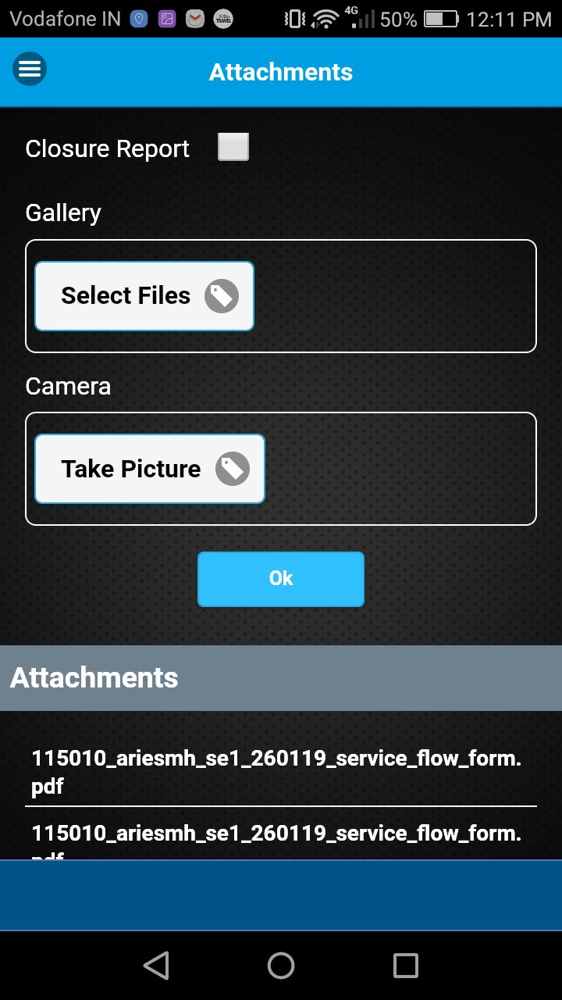 Vodafone IN 4G 50% 12:11 PM
Attachments
Closure Report
Gallery
Select Files
Camera
Take Picture
Ok
Attachments
115010_ariesmh_se1_260119_service_flow_form.
pdf
115010_ariesmh_se1_260119_service_flow_form.
pdf